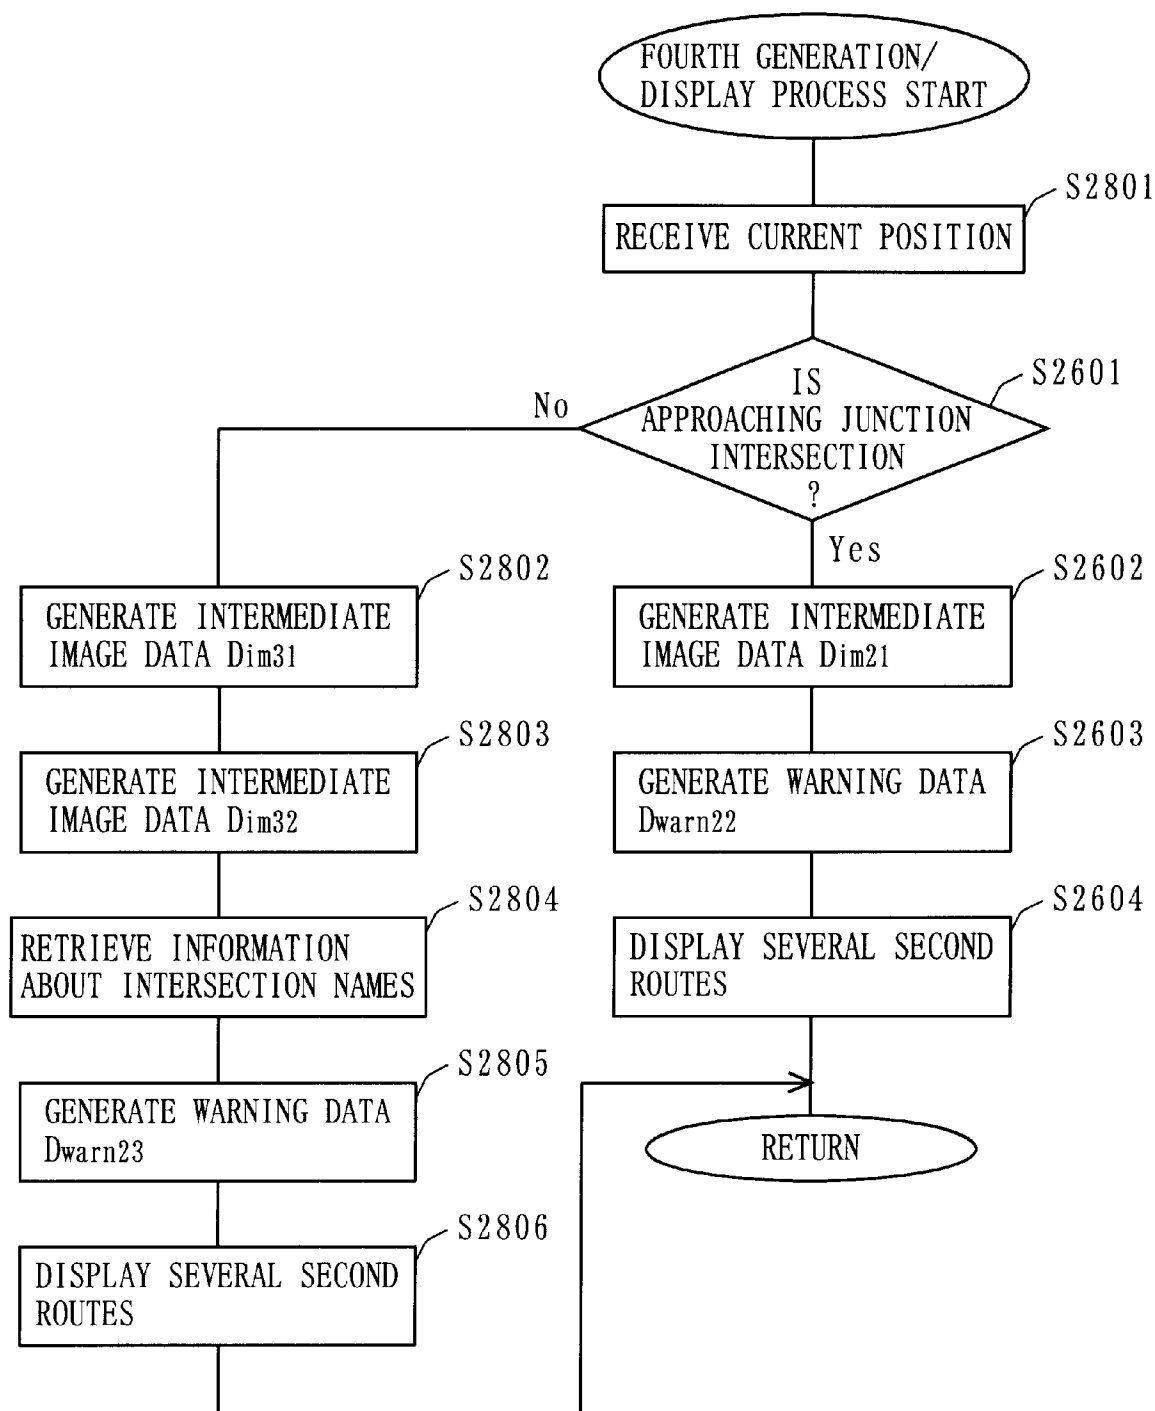 FOURTH GENERATION/
DISPLAY PROCESS START
S2801
RECEIVE CURRENT POSITION
S2601
IS
APPROACHING JUNCTION
INTERSECTION
?
No
Yes
S2802
GENERATE INTERMEDIATE
IMAGE DATA Dim31
S2803
GENERATE INTERMEDIATE
IMAGE DATA Dim32
S2804
RETRIEVE INFORMATION
ABOUT INTERSECTION NAMES
S2805
GENERATE WARNING DATA
Dwarn23
S2806
DISPLAY SEVERAL SECOND
ROUTES
S2602
GENERATE INTERMEDIATE
IMAGE DATA Dim21
S2603
GENERATE WARNING DATA
Dwarn22
S2604
DISPLAY SEVERAL SECOND
ROUTES
RETURN